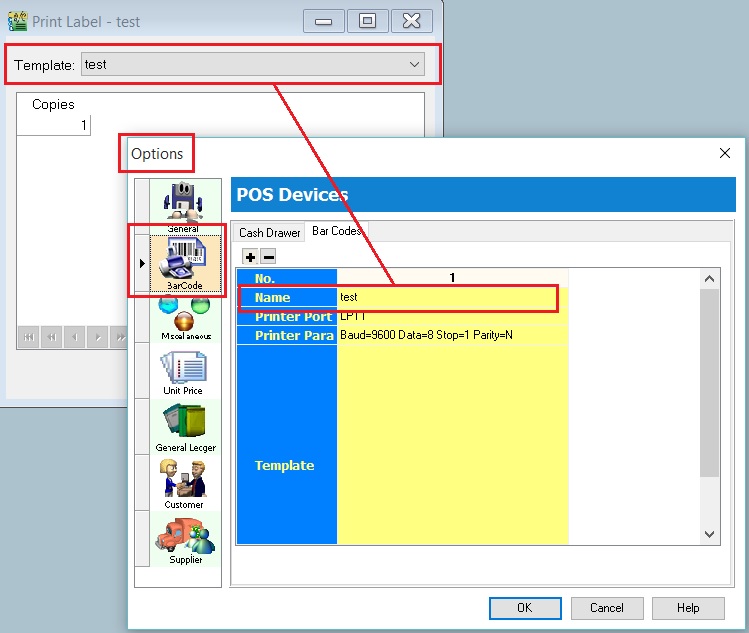 Print Label - test
Template: test
Copies
1
Options
POS Devices
General
BarCode
Miscellaneous
Unit Price
General Ledger
Customer
Supplier
Cash Drawer Bar Codes
No. 1
Name test
Printer Port LPT1
Printer Para Baud=9600 Data=8 Stop=1 Parity=N
Template
OK Cancel Help